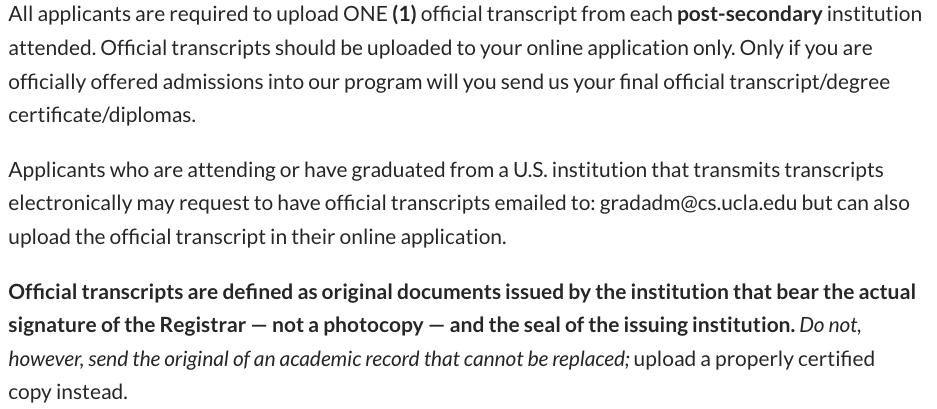 All applicants are required to upload ONE (1) official transcript from each post-secondary institution
attended. Official transcripts should be uploaded to your online application only. Only if you are
officially offered admissions into our program will you send us your final official transcript/degree
certificate/diplomas.
Applicants who are attending or have graduated from a U.S. institution that transmits transcripts
electronically may request to have official transcripts emailed to: gradadm@cs.ucla.edu but can also
upload the official transcript in their online application.
Official transcripts are defined as original documents issued by the institution that bear the actual
signature of the Registrar — not a photocopy — and the seal of the issuing institution. Do not,
however, send the original of an academic record that cannot be replaced; upload a properly certified
copy instead.